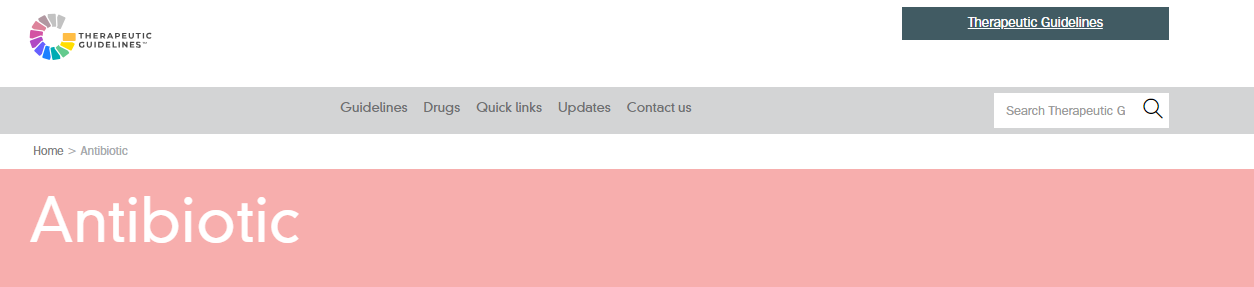 THERAPEUTIC
GUIDELINES™
Therapeutic Guidelines
Guidelines Drugs Quick links Updates Contact us
Search Therapeutic G
Home > Antibiotic
Antibiotic